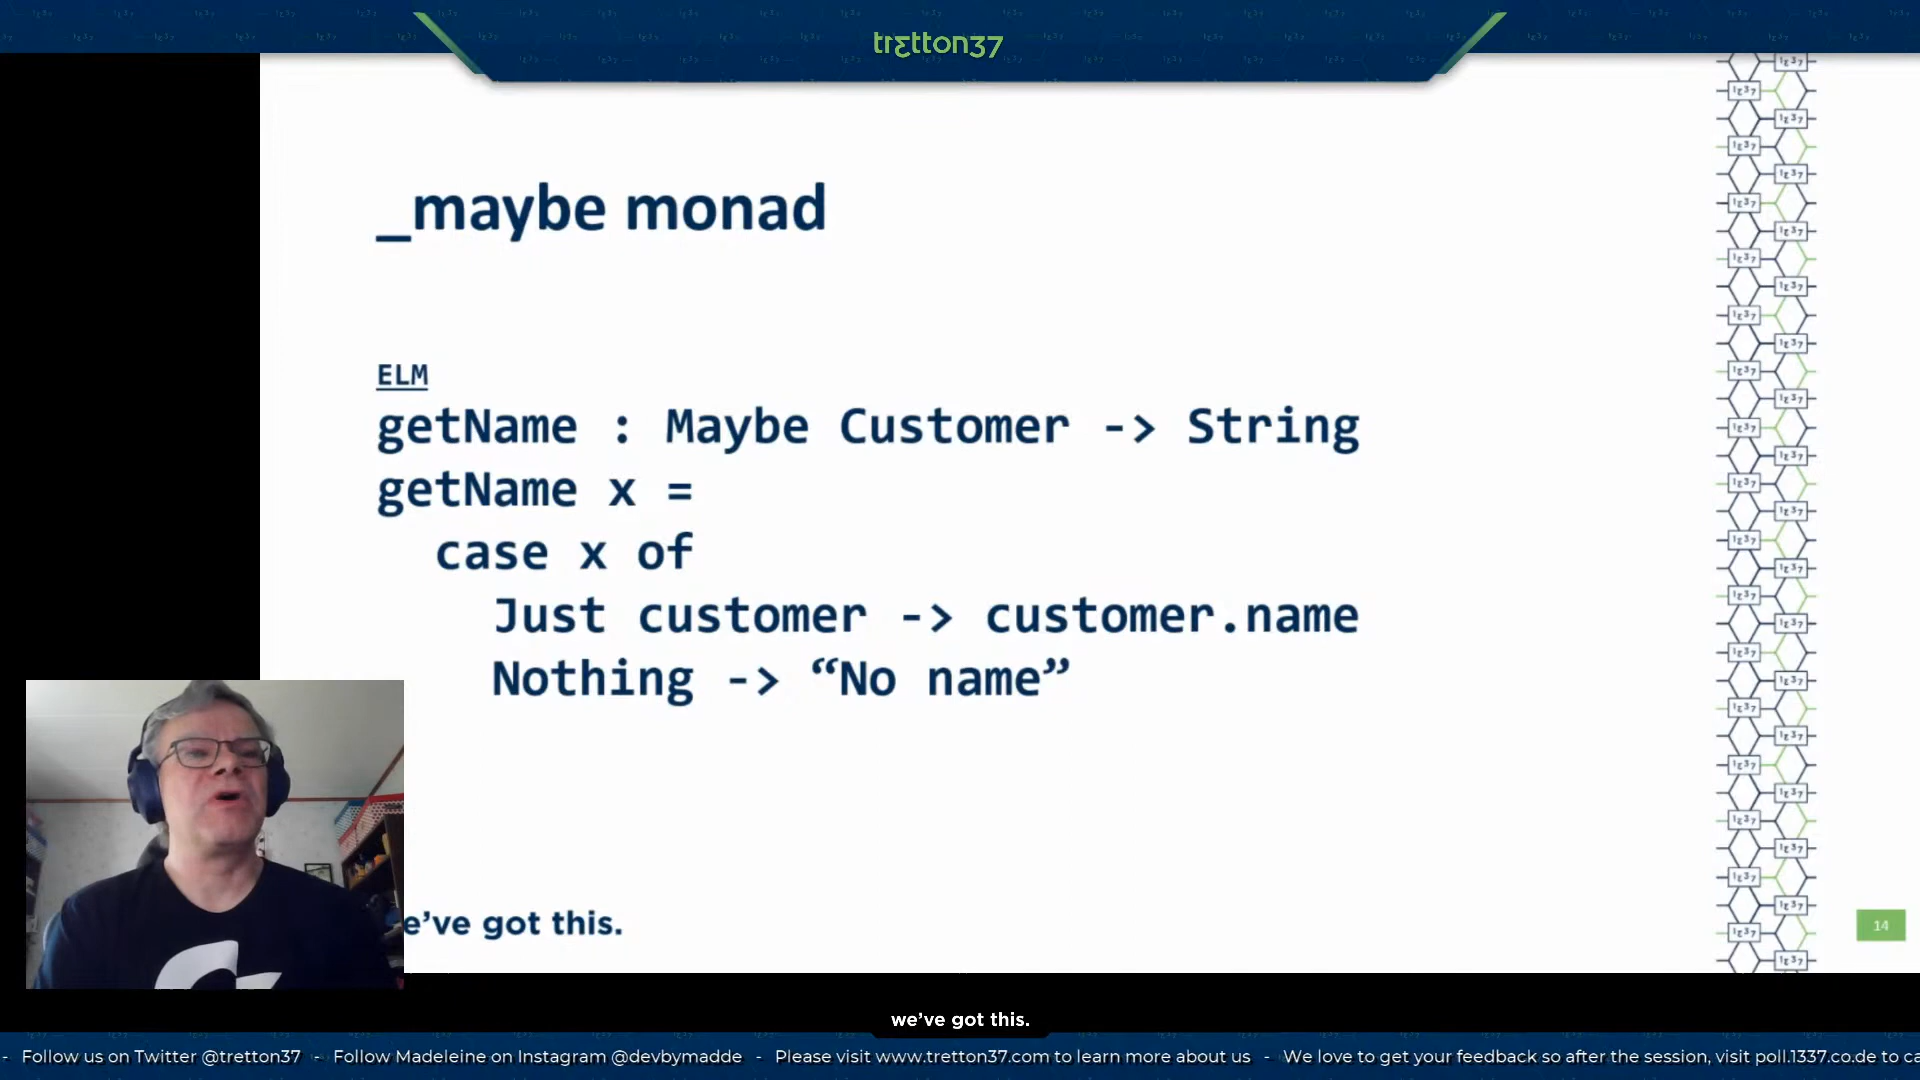 trɛtton37
_maybe monad
ELM
getName : Maybe Customer -> String
getName x =
case x of
Just customer -> customer.name
Nothing -> “No name”
e’ve got this.
14
we’ve got this.
- Follow us on Twitter @tretton37 - Follow Madeleine on Instagram @devbymadde - Please visit www.tretton37.com to learn more about us - We love to get your feedback so after the session, visit poll.1337.co.de to ca